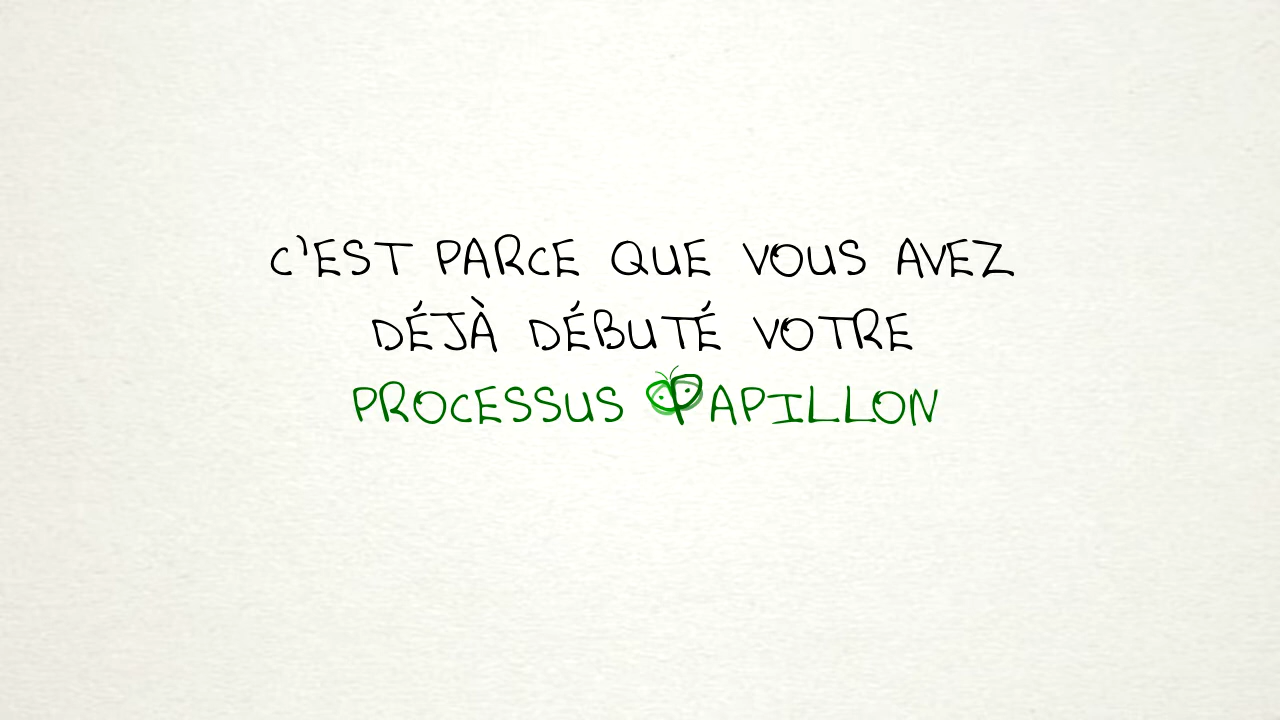 C'EST PARCE QUE VOUS AVEZ
DÉJÀ DÉBUTÉ VOTRE
PROCESSUS PAPILLON